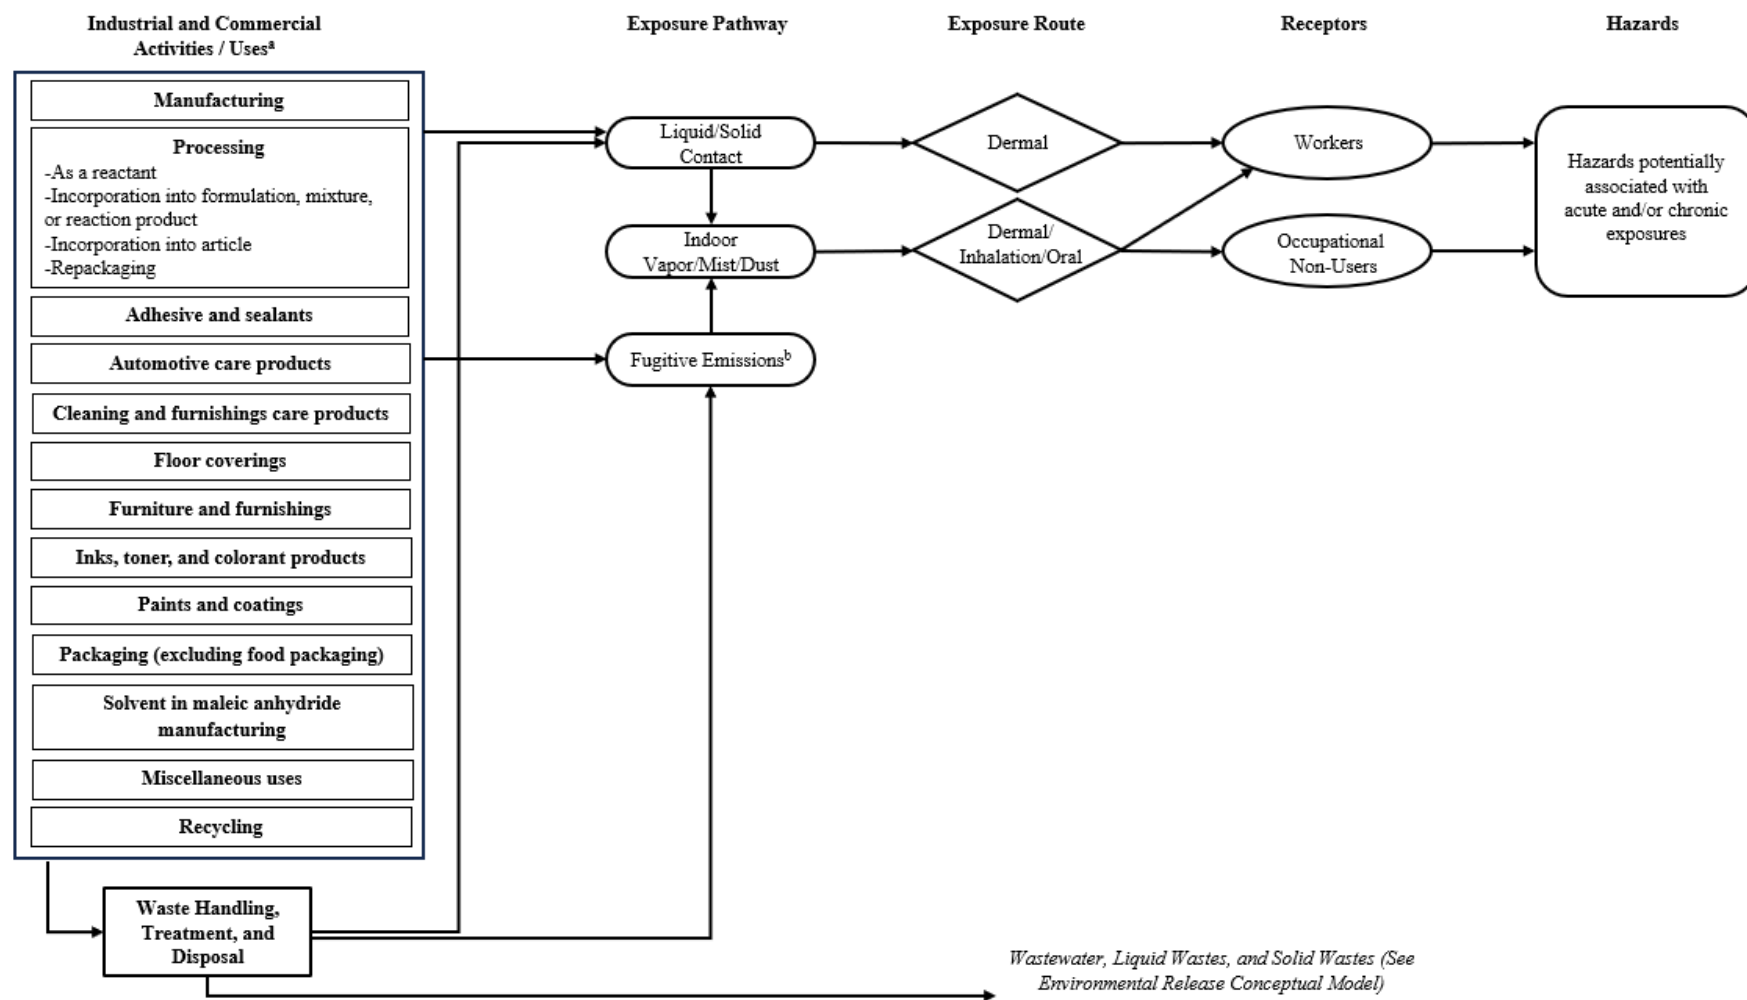 Industrial and Commercial
Activities / Usesᵃ
Exposure Pathway
Exposure Route
Receptors
Hazards
Manufacturing
Processing
-As a reactant
-Incorporation into formulation, mixture,
or reaction product
-Incorporation into article
-Repackaging
Adhesive and sealants
Automotive care products
Cleaning and furnishings care products
Floor coverings
Furniture and furnishings
Inks, toner, and colorant products
Paints and coatings
Packaging (excluding food packaging)
Solvent in maleic anhydride
manufacturing
Miscellaneous uses
Recycling
Waste Handling,
Treatment, and
Disposal
Liquid/Solid
Contact
Indoor
Vapor/Mist/Dust
Fugitive Emissionsᵇ
Dermal
Dermal/
Inhalation/Oral
Workers
Occupational
Non-Users
Hazards potentially
associated with
acute and/or chronic
exposures
Wastewater, Liquid Wastes, and Solid Wastes (See
Environmental Release Conceptual Model)